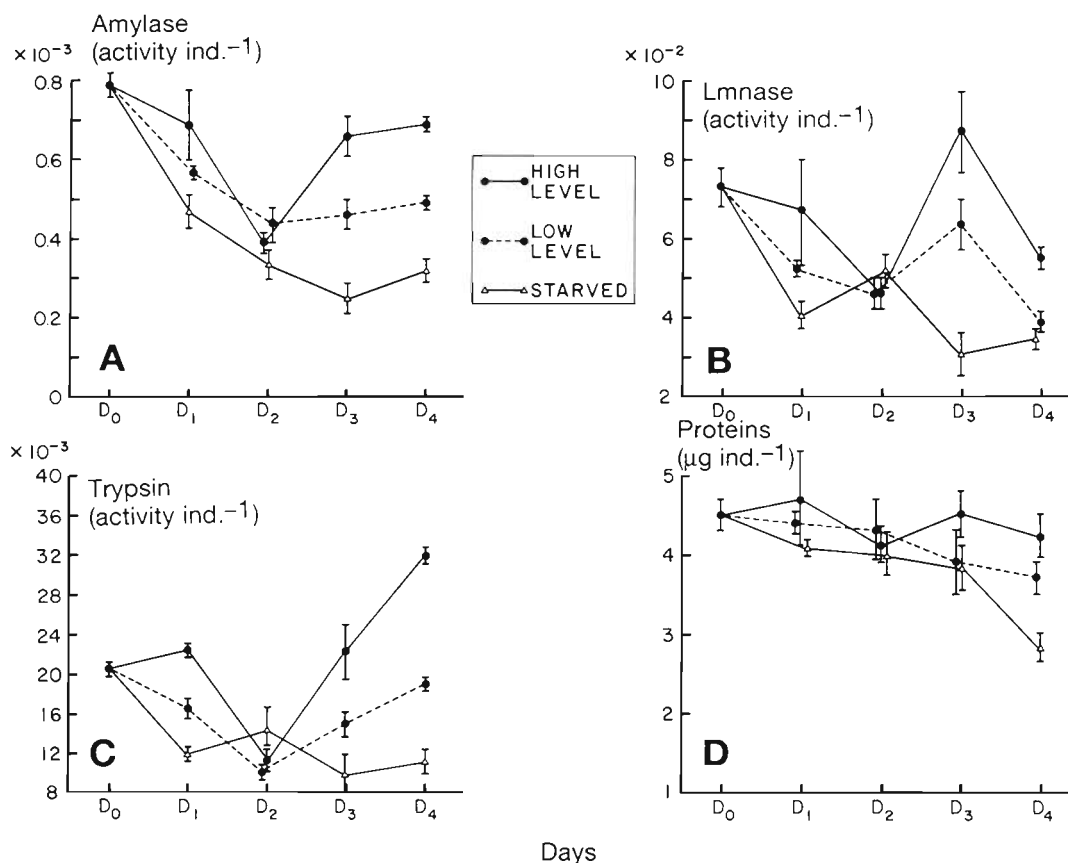 Amylase
(activity ind.⁻¹)
× 10⁻³
0.8
0.6
0.4
0.2
0
A
D₀ D₁ D₂ D₃ D₄
HIGH
LEVEL
LOW
LEVEL
STARVED
× 10⁻²
Lmnase
(activity ind.⁻¹)
10
8
6
4
2
B
D₀ D₁ D₂ D₃ D₄
× 10⁻³
Trypsin
(activity ind.⁻¹)
40
36
32
28
24
20
16
12
8
C
D₀ D₁ D₂ D₃ D₄
Proteins
(µg ind.⁻¹)
5
4
3
2
1
D
D₀ D₁ D₂ D₃ D₄
Days